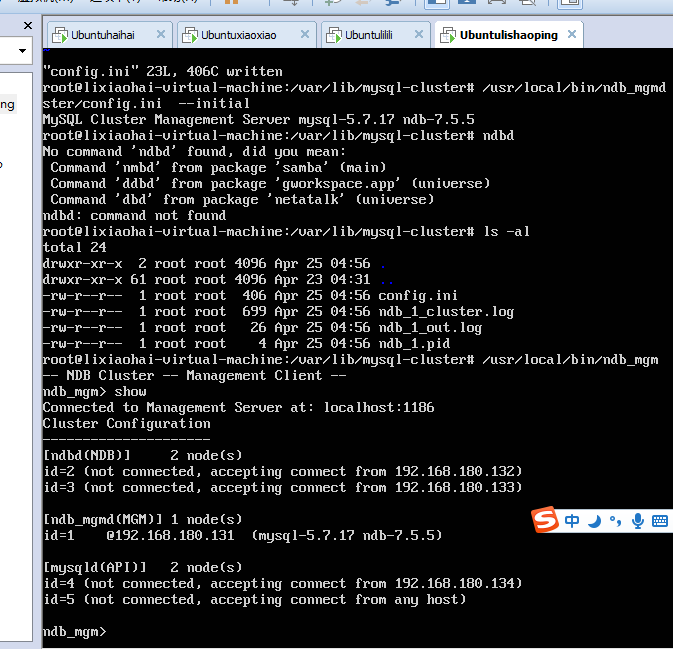 Ubuntuhaihai
Ubuntuxiaoxiao
Ubuntulilili
Ubuntulishaoping
ng
"config.ini" 23L, 406C written
root@lixiaohai-virtual-machine:/var/lib/mysql-cluster# /usr/local/bin/ndb_mgmd
ster/config.ini  --initial
MySQL Cluster Management Server mysql-5.7.17 ndb-7.5.5
root@lixiaohai-virtual-machine:/var/lib/mysql-cluster# ndbd
No command 'ndbd' found, did you mean:
 Command 'nmbd' from package 'samba' (main)
 Command 'ddbd' from package 'gworkspace.app' (universe)
 Command 'dbd' from package 'netatalk' (universe)
ndbd: command not found
root@lixiaohai-virtual-machine:/var/lib/mysql-cluster# ls -al
total 24
drwxr-xr-x  2 root root 4096 Apr 25 04:56 .
drwxr-xr-x 61 root root 4096 Apr 23 04:31 ..
-rw-r--r--  1 root root  406 Apr 25 04:56 config.ini
-rw-r--r--  1 root root  699 Apr 25 04:56 ndb_1_cluster.log
-rw-r--r--  1 root root   26 Apr 25 04:56 ndb_1_out.log
-rw-r--r--  1 root root    4 Apr 25 04:56 ndb_1.pid
root@lixiaohai-virtual-machine:/var/lib/mysql-cluster# /usr/local/bin/ndb_mgm
-- NDB Cluster -- Management Client --
ndb_mgm> show
Connected to Management Server at: localhost:1186
Cluster Configuration
---------------------
[ndbd(NDB)]     2 node(s)
id=2 (not connected, accepting connect from 192.168.180.132)
id=3 (not connected, accepting connect from 192.168.180.133)
[ndb_mgmd(MGM)] 1 node(s)
id=1    @192.168.180.131  (mysql-5.7.17 ndb-7.5.5)
[mysqld(API)]   2 node(s)
id=4 (not connected, accepting connect from 192.168.180.134)
id=5 (not connected, accepting connect from any host)
ndb_mgm>
S 中